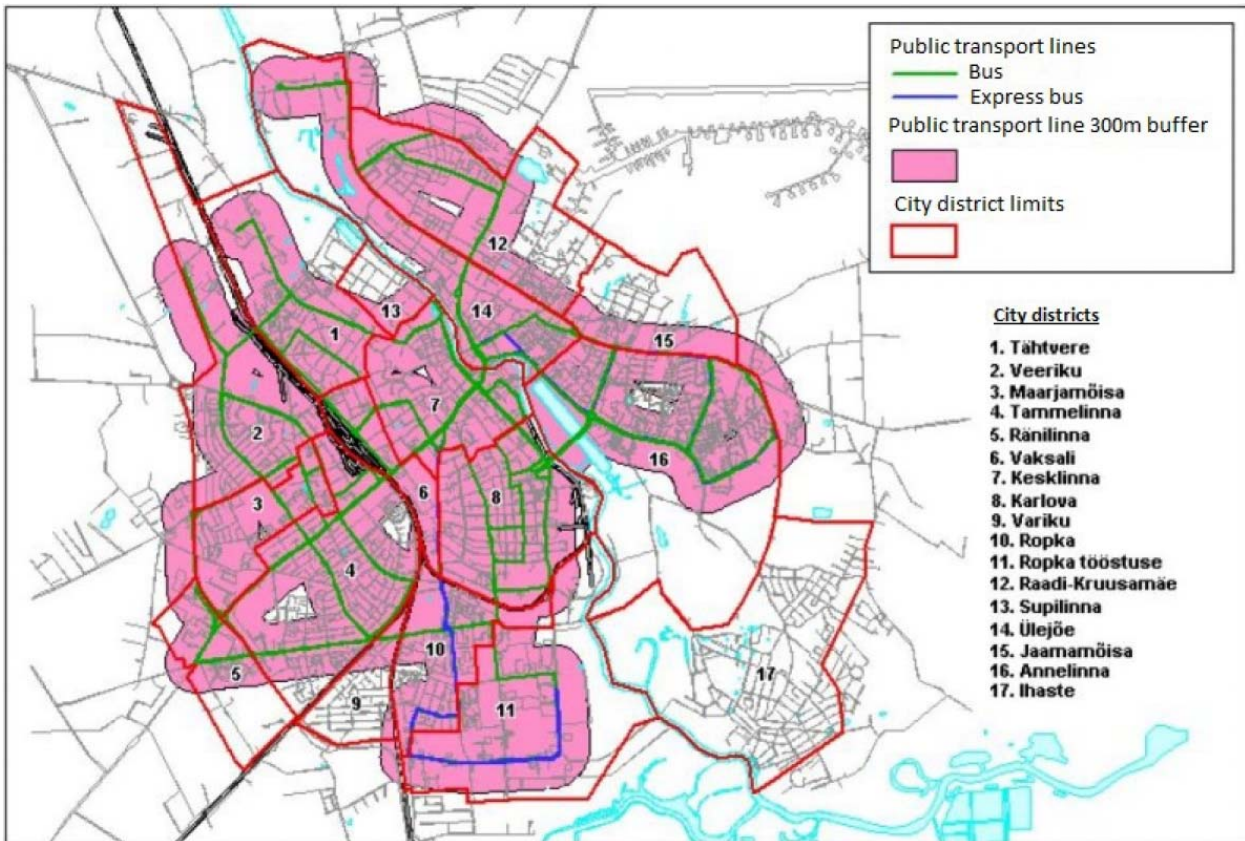 Public transport lines
Bus
Express bus
Public transport line 300m buffer
City district limits
City districts
1. Tähtvere
2. Veeriku
3. Maarjamõisa
4. Tammelinna
5. Ränilinna
6. Vaksali
7. Kesklinna
8. Karlova
9. Variku
10. Ropka
11. Ropka tööstuse
12. Raadi-Kruusamäe
13. Supilinna
14. Ülejõe
15. Jaamamõisa
16. Annelinna
17. Ihaste
12
13
14
1
15
7
2
16
6
8
3
4
10
5
17
9
11